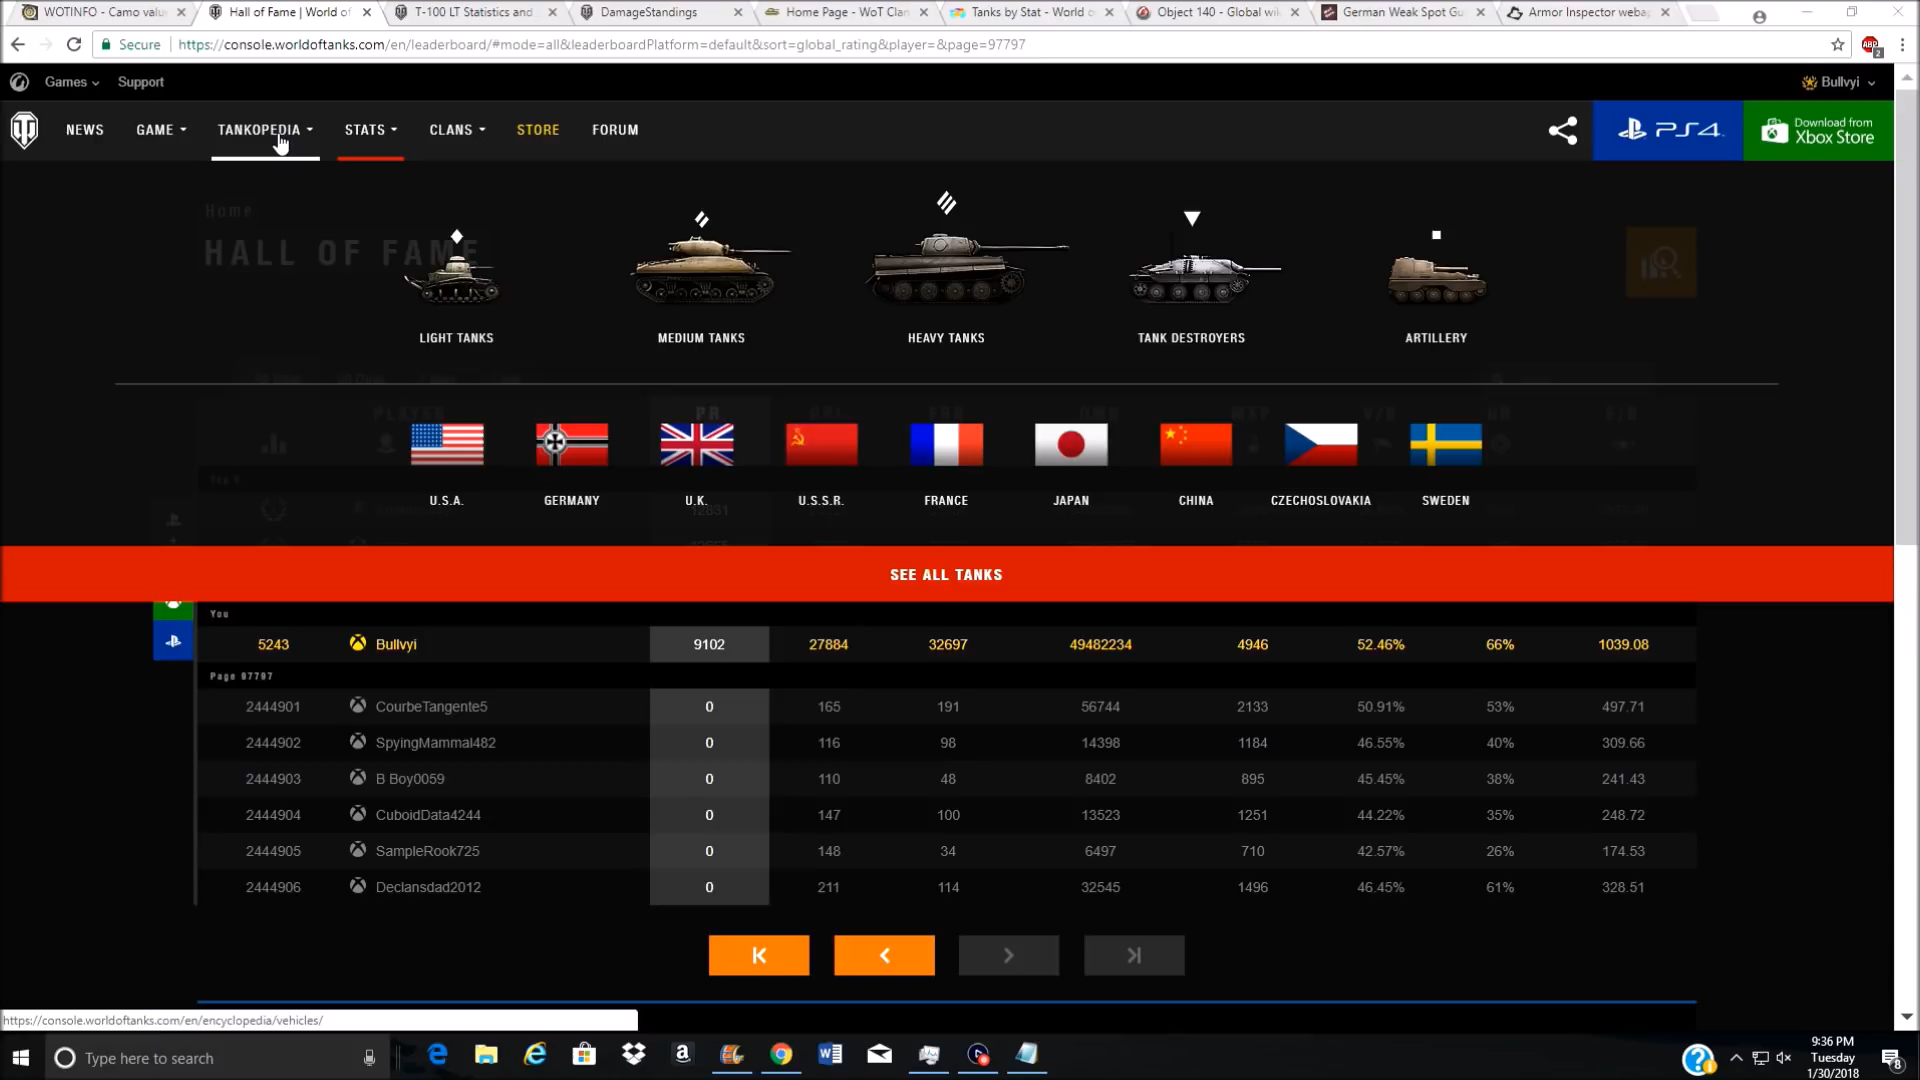 WOTINFO - Camo valu
Hall of Fame | World of
T-100 LT Statistics and
DamageStandings
Home Page - WoT Clan
Tanks by Stat - World o
Object 140 - Global wi
German Weak Spot Gu
Armor Inspector weba
Secure
https://console.worldoftanks.com/en/leaderboard/#mode=all&leaderboardPlatform=default&sort=global_rating&player=&page=97797
ABP
2
Games
Support
Bullvyi
NEWS
GAME
TANKOPEDIA
STATS
CLANS
STORE
FORUM
PS4
Download from
Xbox Store
Home
HALL OF FAME
LIGHT TANKS
MEDIUM TANKS
HEAVY TANKS
TANK DESTROYERS
ARTILLERY
PLAYER
PR
U.S.A.
GERMANY
U.K.
U.S.S.R.
FRANCE
JAPAN
CHINA
CZECHOSLOVAKIA
SWEDEN
12831
SEE ALL TANKS
You
5243 Bullvyi 9102 27884 32697 49482234 4946 52.46% 66% 1039.08
Page 97797
2444901 CourbeTangente5 0 165 191 56744 2133 50.91% 53% 497.71
2444902 SpyingMammal482 0 116 98 14398 1184 46.55% 40% 309.66
2444903 B Boy0059 0 110 48 8402 895 45.45% 38% 241.43
2444904 CuboidData4244 0 147 100 13523 1251 44.22% 35% 248.72
2444905 SampleRook725 0 148 34 6497 710 42.57% 26% 174.53
2444906 Declansdad2012 0 211 114 32545 1496 46.45% 61% 328.51
https://console.worldoftanks.com/en/encyclopedia/vehicles/
Type here to search
9:36 PM
Tuesday
1/30/2018
8